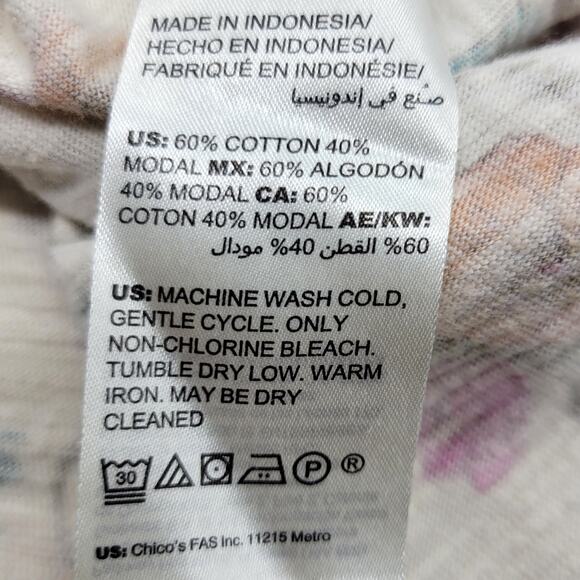 MADE IN INDONESIA/
HECHO EN INDONESIA/
FABRIQUÉ EN INDONÉSIE/
صُنع في إندونيسيا
US: 60% COTTON 40%
MODAL MX: 60% ALGODÓN
40% MODAL CA: 60%
COTON 40% MODAL AE/KW:
60% القطن 40% مودال
US: MACHINE WASH COLD,
GENTLE CYCLE. ONLY
NON-CHLORINE BLEACH.
TUMBLE DRY LOW. WARM
IRON. MAY BE DRY
CLEANED
30 P ®
US: Chico's FAS Inc. 11215 Metro